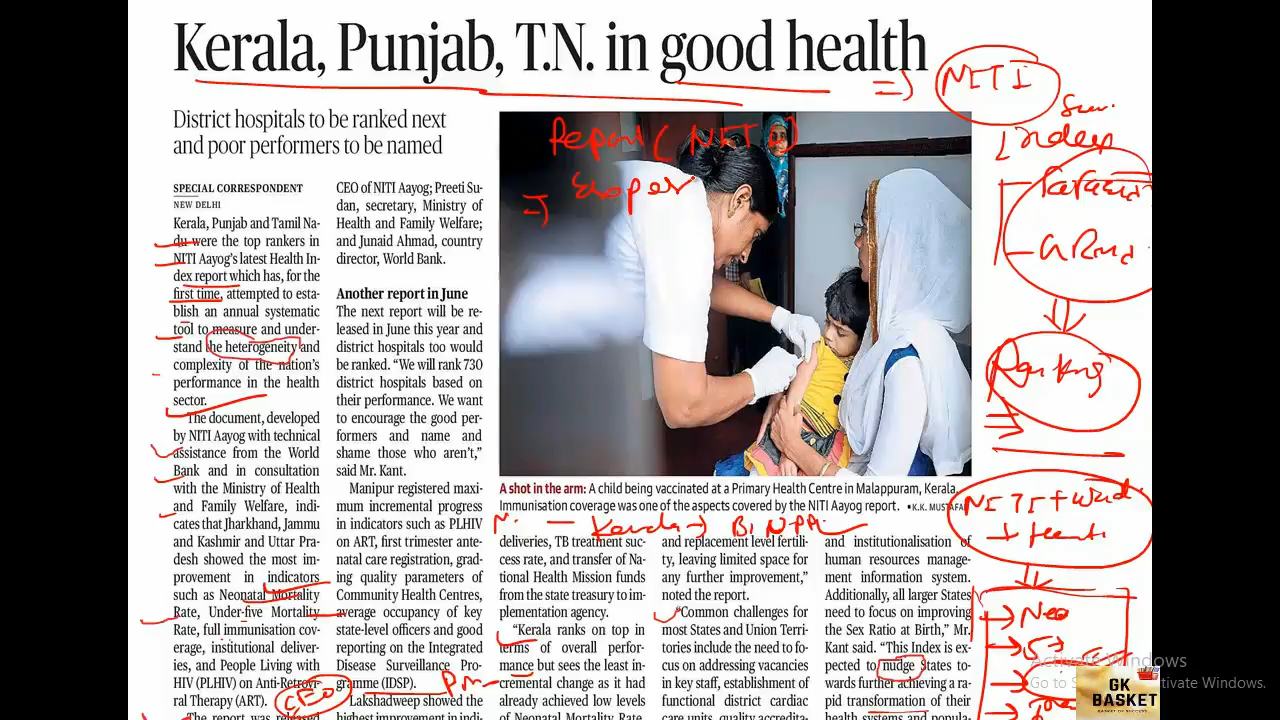 Kerala, Punjab, T.N. in good health
District hospitals to be ranked next
and poor performers to be named
SPECIAL CORRESPONDENT
NEW DELHI
Kerala, Punjab and Tamil Na-
du were the top rankers in
NITI Aayog's latest Health In-
dex report which has, for the
first time, attempted to esta-
blish an annual systematic
tool to measure and under-
stand the heterogeneity and
complexity of the nation's
performance in the health
sector.
The document, developed
by NITI Aayog with technical
assistance from the World
Bank and in consultation
with the Ministry of Health
and Family Welfare, indi-
cates that Jharkhand, Jammu
and Kashmir and Uttar Pra-
desh showed the most im-
provement in indicators
such as Neonatal Mortality
Rate, Under-five Mortality
Rate, full immunisation cov-
erage, institutional deliver-
ies, and People Living with
HIV (PLHIV) on Anti-Retrovi-
ral Therapy (ART).
The report was released
CEO of NITI Aayog; Preeti Su-
dan, secretary, Ministry of
Health and Family Welfare;
and Junaid Ahmad, country
director, World Bank.
Another report in June
The next report will be re-
leased in June this year and
district hospitals too would
be ranked. "We will rank 730
district hospitals based on
their performance. We want
to encourage the good per-
formers and name and
shame those who aren't,"
said Mr. Kant.
Manipur registered maxi-
mum incremental progress
in indicators such as PLHIV
on ART, first trimester ante-
natal care registration, grad-
ing quality parameters of
Community Health Centres,
average occupancy of key
state-level officers and good
reporting on the Integrated
Disease Surveillance Pro-
gramme (IDSP).
Lakshadweep showed the
highest improvement in indi-
A shot in the arm: A child being vaccinated at a Primary Health Centre in Malappuram, Kerala.
Immunisation coverage was one of the aspects covered by the NITI Aayog report. •K.K. MUSTAFAH
deliveries, TB treatment suc-
cess rate, and transfer of Na-
tional Health Mission funds
from the state treasury to im-
plementation agency.
"Kerala ranks on top in
terms of overall perfor-
mance but sees the least in-
cremental change as it had
already achieved low levels
of Neonatal Mortality Rate,
and replacement level fertili-
ty, leaving limited space for
any further improvement,"
noted the report.
"Common challenges for
most States and Union Terri-
tories include the need to fo-
cus on addressing vacancies
in key staff, establishment of
functional district cardiac
care units, quality accredita-
and institutionalisation of
human resources manage-
ment information system.
Additionally, all larger States
need to focus on improving
the Sex Ratio at Birth," Mr.
Kant said. "This Index is ex-
pected to nudge States to-
wards further achieving a ra-
pid transformation of their
health systems and popula-
Report (NITI)
NITI
Index
Ranking
Kerala
CEO
Neo
Activate Windows
GK
BASKET